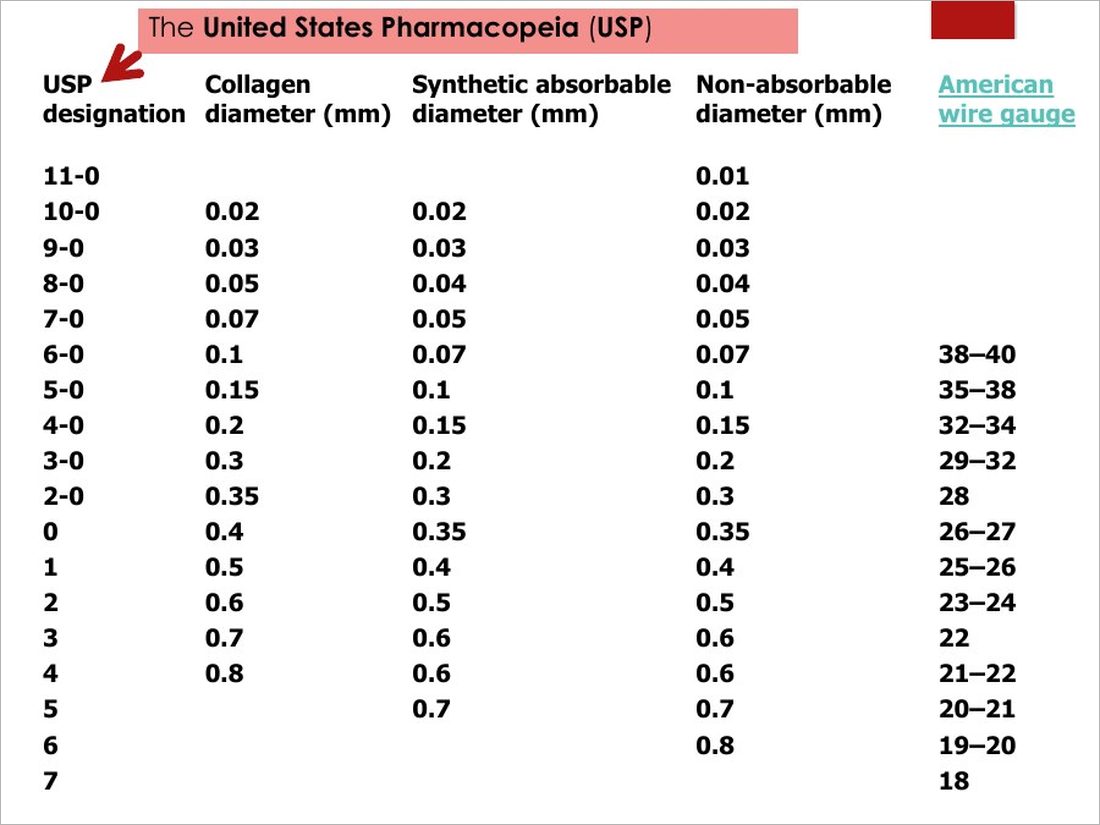 The United States Pharmacopeia (USP)
USP designation Collagen diameter (mm) Synthetic absorbable diameter (mm) Non-absorbable diameter (mm) American wire gauge
11-0 0.01
10-0 0.02 0.02 0.02
9-0 0.03 0.03 0.03
8-0 0.05 0.04 0.04
7-0 0.07 0.05 0.05
6-0 0.1 0.07 0.07 38–40
5-0 0.15 0.1 0.1 35–38
4-0 0.2 0.15 0.15 32–34
3-0 0.3 0.2 0.2 29–32
2-0 0.35 0.3 0.3 28
0 0.4 0.35 0.35 26–27
1 0.5 0.4 0.4 25–26
2 0.6 0.5 0.5 23–24
3 0.7 0.6 0.6 22
4 0.8 0.6 0.6 21–22
5 0.7 0.7 20–21
6 0.8 19–20
7 18